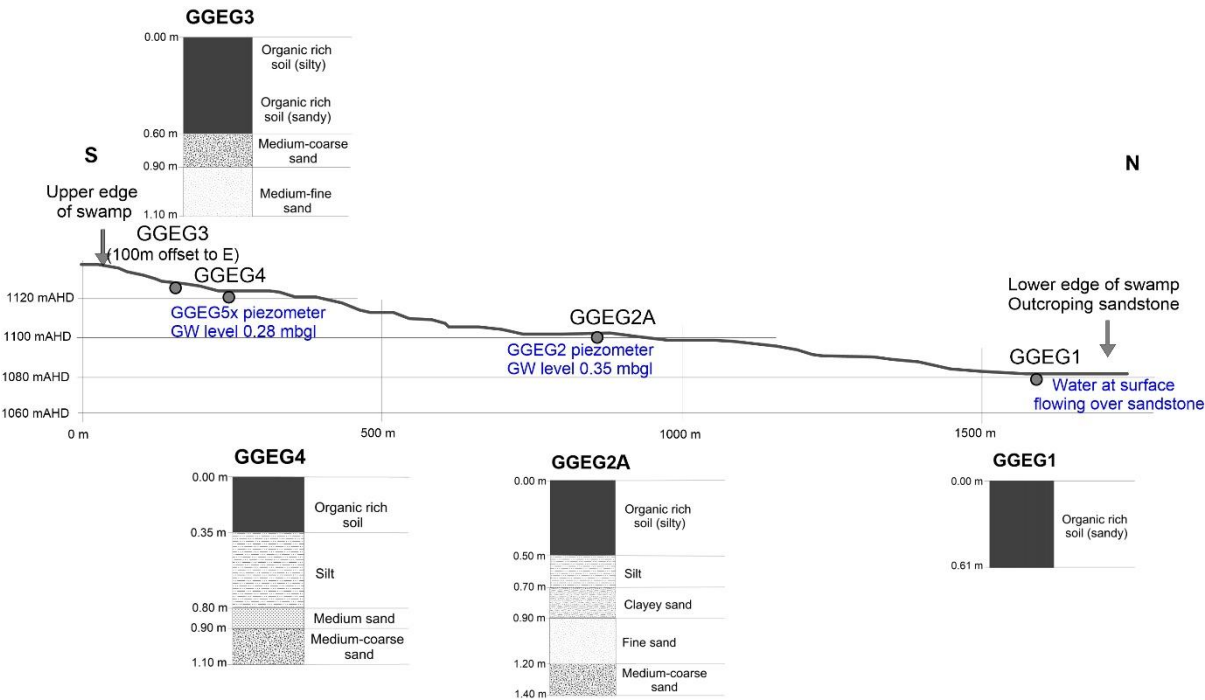 GGEG3
0.00 m
Organic rich
soil (silty)
Organic rich
soil (sandy)
0.60 m
Medium-coarse
sand
0.90 m
Medium-fine
sand
1.10 m
S
N
Upper edge
of swamp
GGEG3
(100m offset to E)
GGEG4
GGEG5x piezometer
GW level 0.28 mbgl
GGEG2A
GGEG2 piezometer
GW level 0.35 mbgl
Lower edge of swamp
Outcroping sandstone
GGEG1
Water at surface
flowing over sandstone
1120 mAHD
1100 mAHD
1080 mAHD
1060 mAHD
0 m
500 m
1000 m
1500 m
GGEG4
0.00 m
Organic rich
soil
0.35 m
Silt
0.80 m
Medium sand
0.90 m
Medium-coarse
sand
1.10 m
GGEG2A
0.00 m
Organic rich
soil (silty)
0.50 m
Silt
0.70 m
Clayey sand
0.90 m
Fine sand
1.20 m
Medium-coarse
sand
1.40 m
GGEG1
0.00 m
Organic rich
soil (sandy)
0.61 m